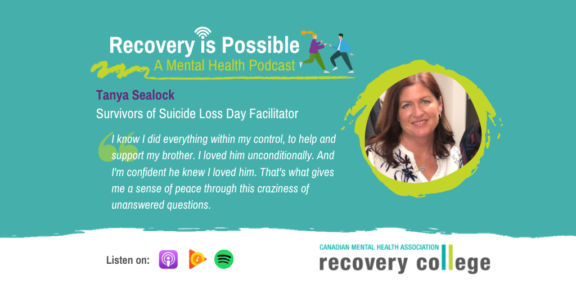 Recovery is Possible
A Mental Health Podcast
Tanya Sealock
Survivors of Suicide Loss Day Facilitator
I know I did everything within my control, to help and
support my brother. I loved him unconditionally. And
I'm confident he knew I loved him. That's what gives
me a sense of peace through this craziness of
unanswered questions.
Listen on:
CANADIAN MENTAL HEALTH ASSOCIATION
recovery college